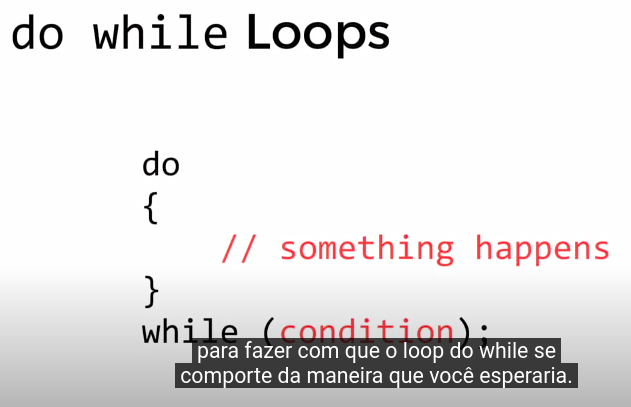 do while Loops
do
{
// something happens
}
while (condition);
para fazer com que o loop do while se
comporte da maneira que você esperaria.